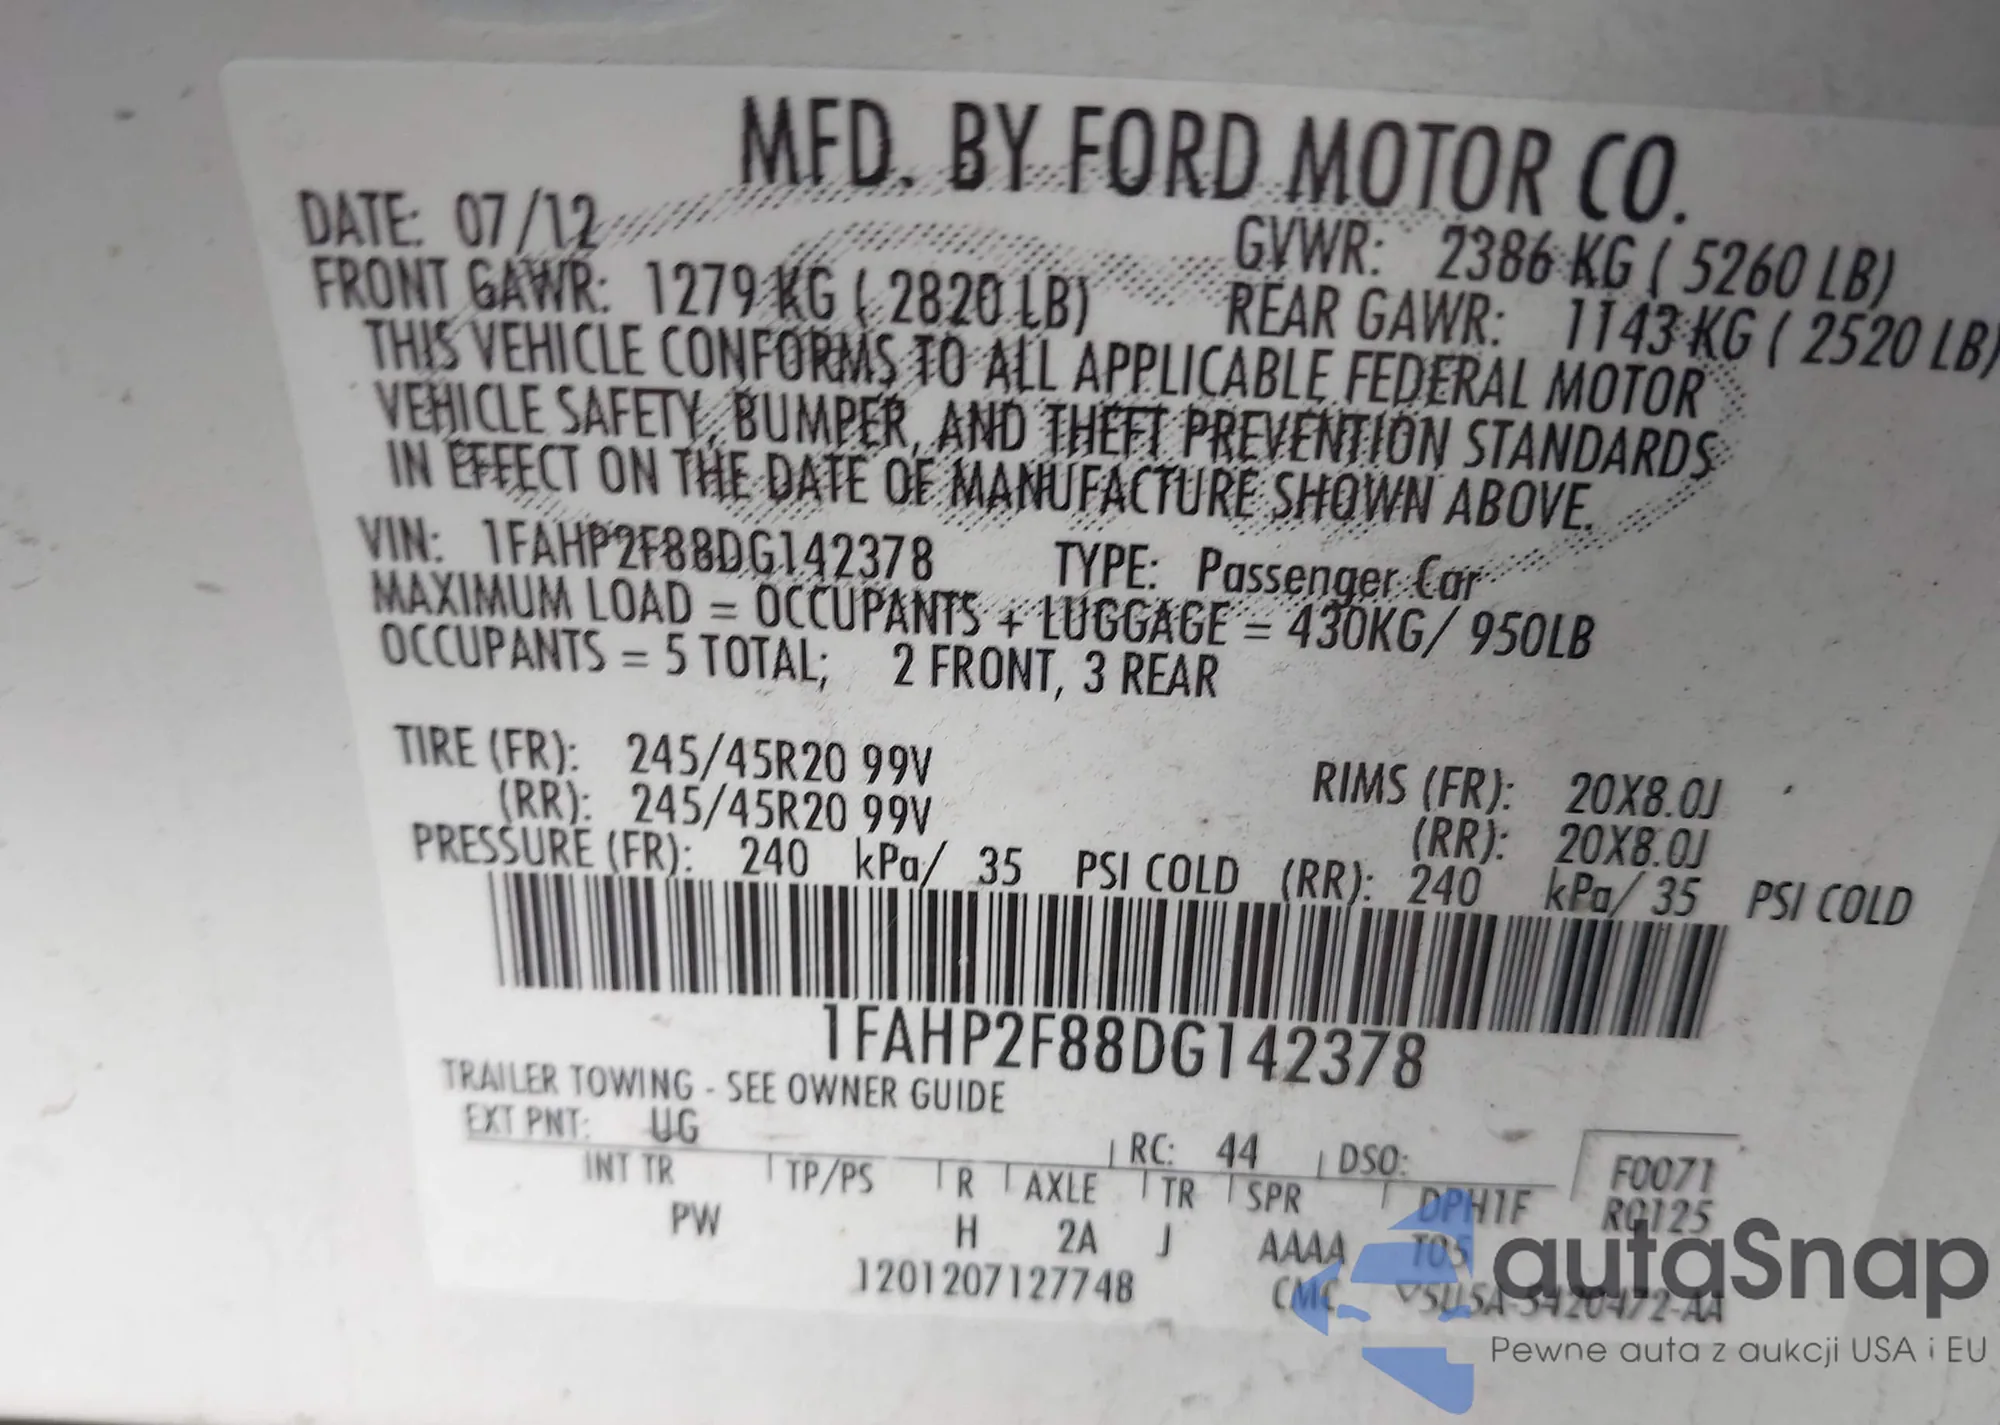 MFD. BY FORD MOTOR CO.
DATE: 07/12 GVWR: 2386 KG ( 5260 LB)
FRONT GAWR: 1279 KG ( 2820 LB) REAR GAWR: 1143 KG ( 2520 LB)
THIS VEHICLE CONFORMS TO ALL APPLICABLE FEDERAL MOTOR
VEHICLE SAFETY, BUMPER, AND THEFT PREVENTION STANDARDS
IN EFFECT ON THE DATE OF MANUFACTURE SHOWN ABOVE.
VIN: 1FAHP2F88DG142378 TYPE: Passenger Car
MAXIMUM LOAD = OCCUPANTS + LUGGAGE = 430KG/ 950LB
OCCUPANTS = 5 TOTAL; 2 FRONT, 3 REAR
TIRE (FR): 245/45R20 99V RIMS (FR): 20X8.0J
(RR): 245/45R20 99V (RR): 20X8.0J
PRESSURE (FR): 240 kPa/ 35 PSI COLD (RR): 240 kPa/ 35 PSI COLD
1FAHP2F88DG142378
TRAILER TOWING - SEE OWNER GUIDE
EXT PNT: UG RC: 44 DSO: F0071
INT TR TP/PS R AXLE TR SPR DPH1F R0125
PW H 2A J AAAA T05
1201207127748 CMC
autaSnap
Pewne auta z aukcji USA i EU